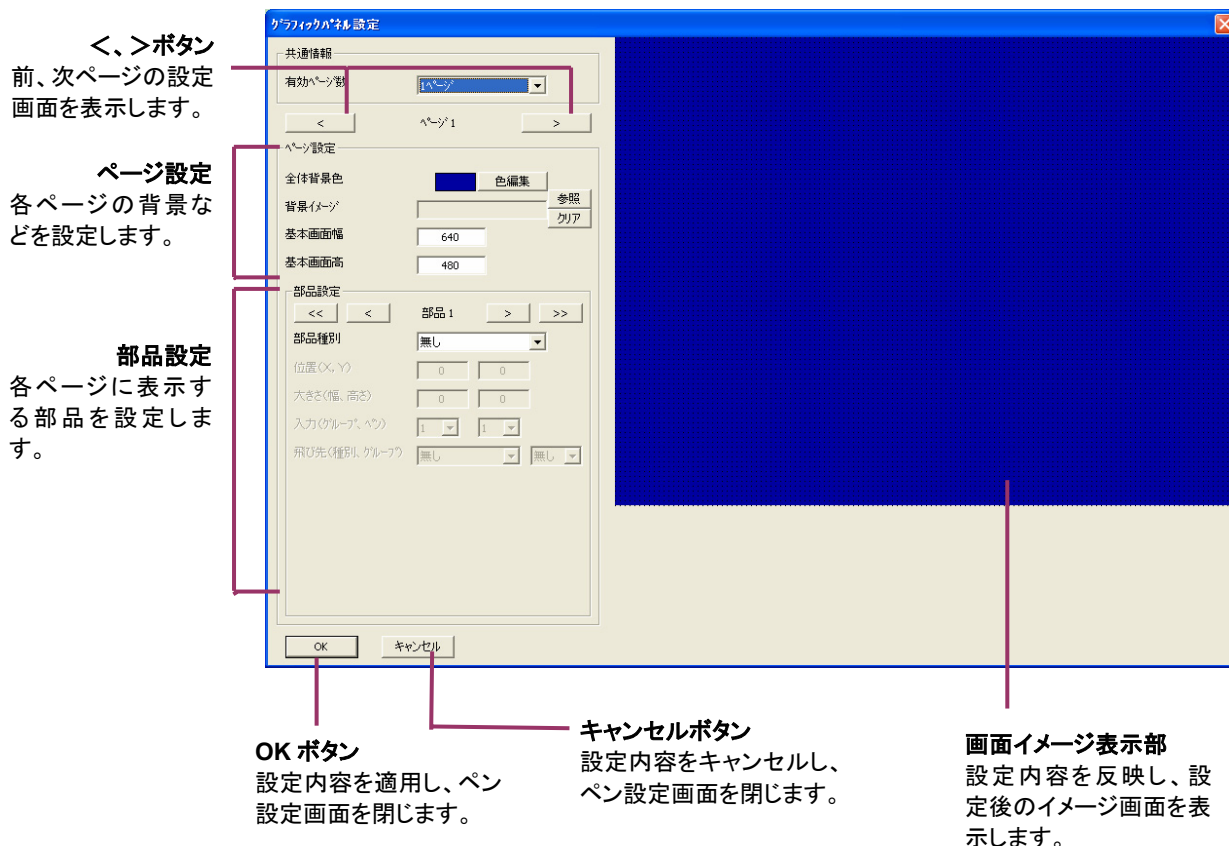 グラフィックパネル 設定
＜、＞ボタン
前、次ページの設定
画面を表示します。
ページ設定
各ページの背景な
どを設定します。
部品設定
各ページに表示す
る部品を設定しま
す。
共通情報
有効ページ数
1ページ
<
ページ 1
>
ページ設定
全体背景色
色編集
背景イメージ
参照
クリア
基本画面幅
640
基本画面高
480
部品設定
<<
<
部品 1
>
>>
部品種別
無し
位置(X, Y)
0
0
大きさ(幅、高さ)
0
0
入力(グループ、ペン)
1
1
飛び先(種別、グループ)
無し
無し
OK
キャンセル
OK ボタン
設定内容を適用し、ペン
設定画面を閉じます。
キャンセルボタン
設定内容をキャンセルし、
ペン設定画面を閉じます。
画面イメージ表示部
設定内容を反映し、設
定後のイメージ画面を表
示します。